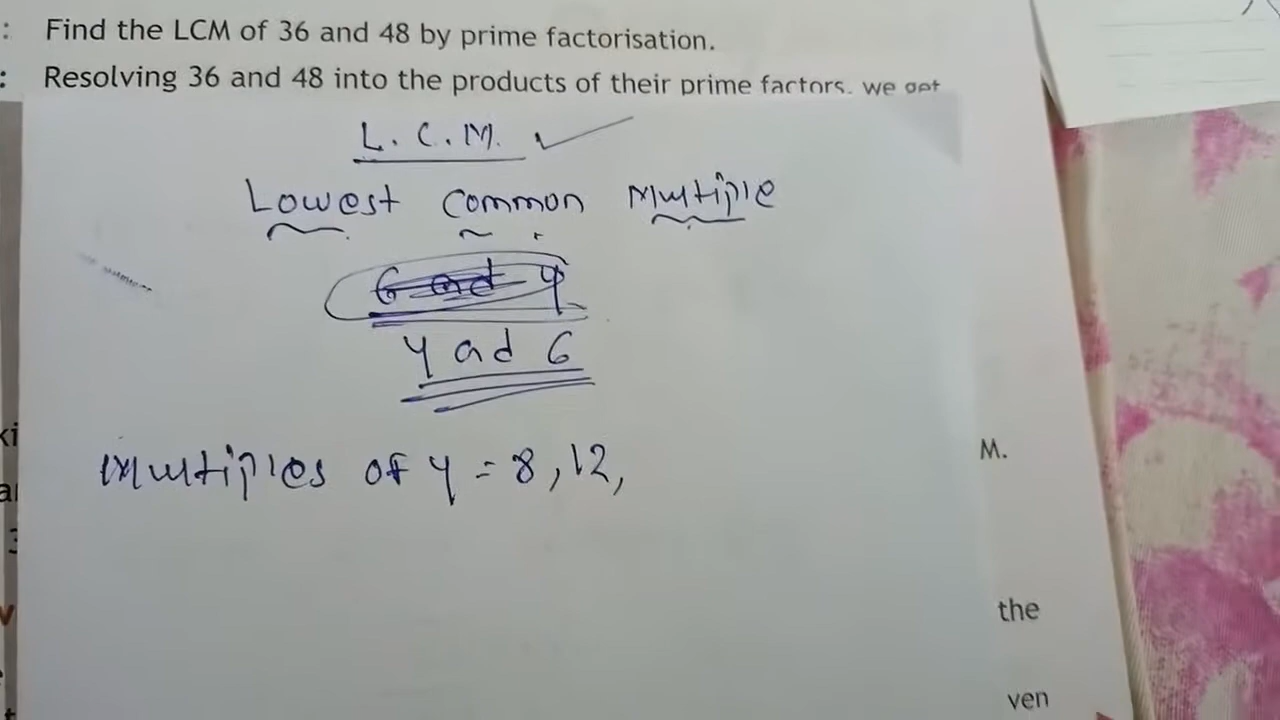 : Find the LCM of 36 and 48 by prime factorisation.
: Resolving 36 and 48 into the products of their prime factors, we get
L.C.M.
Lowest Common Multiple
6 and 4
4 ad 6
Multiples of 4 = 8, 12,
M.
the
ven